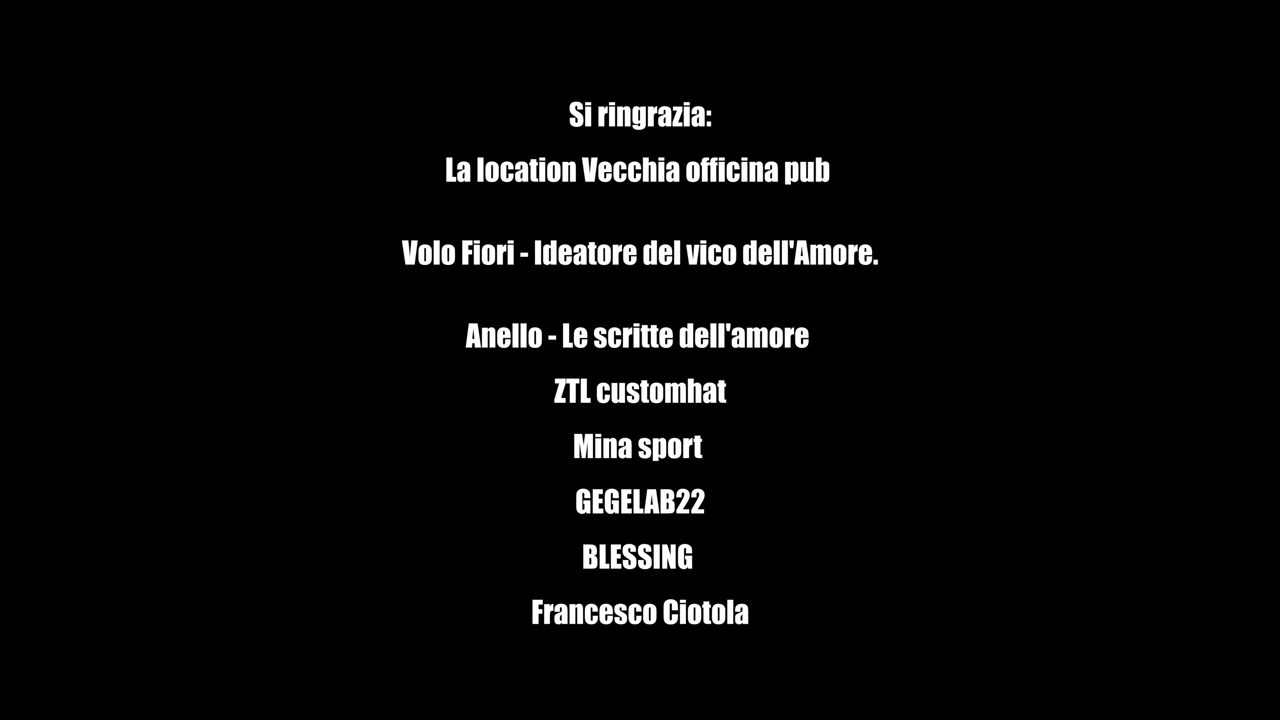 Si ringrazia:
La location Vecchia officina pub
Volo Fiori - Ideatore del vico dell'Amore.
Anello - Le scritte dell'amore
ZTL customhat
Mina sport
GEGELAB22
BLESSING
Francesco Ciotola